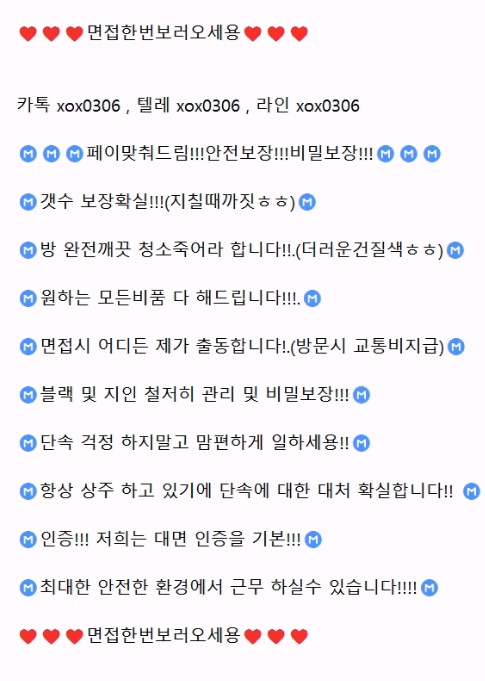 ❤❤❤면접한번보러오세용❤❤❤
카톡 xox0306 , 텔레 xox0306 , 라인 xox0306
Ⓜ️Ⓜ️Ⓜ️페이맞춰드림!!!안전보장!!!비밀보장!!!Ⓜ️Ⓜ️Ⓜ️
Ⓜ️갯수 보장확실!!!(지칠때까짓ㅎㅎ)Ⓜ️
Ⓜ️방 완전깨끗 청소죽어라 합니다!!.(더러운건질색ㅎㅎ)Ⓜ️
Ⓜ️원하는 모든비품 다 해드립니다!!!.Ⓜ️
Ⓜ️면접시 어디든 제가 출동합니다!.(방문시 교통비지급)Ⓜ️
Ⓜ️블랙 및 지인 철저히 관리 및 비밀보장!!!Ⓜ️
Ⓜ️단속 걱정 하지말고 맘편하게 일하세용!!Ⓜ️
Ⓜ️항상 상주 하고 있기에 단속에 대한 대처 확실합니다!! Ⓜ️
Ⓜ️인증!!! 저희는 대면 인증을 기본!!!Ⓜ️
Ⓜ️최대한 안전한 환경에서 근무 하실수 있습니다!!!!Ⓜ️
❤❤❤면접한번보러오세용❤❤❤